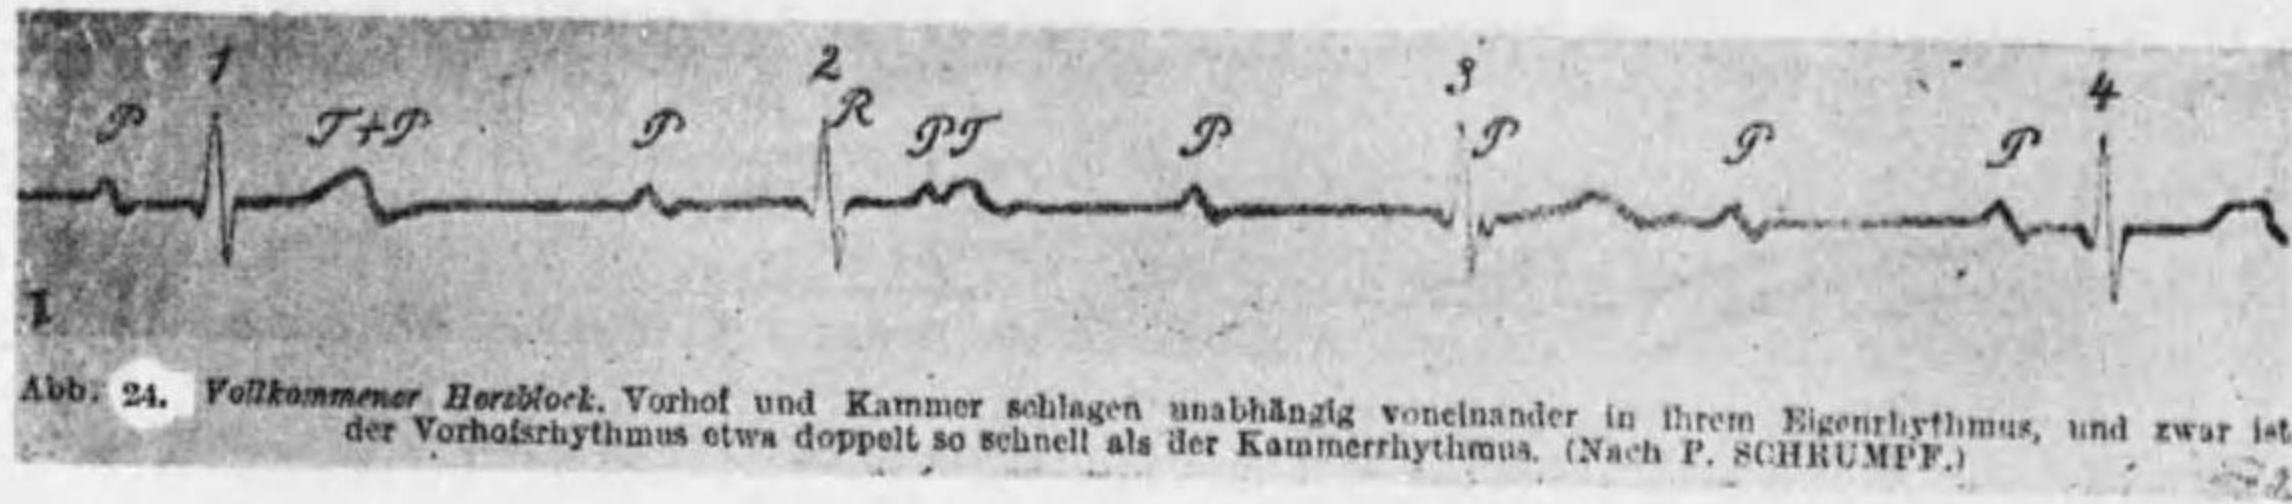 1 2 3 4
P T+P P R PT P P P P
I
Abb. 24. Vollkommener Herzblock. Vorhof und Kammer schlagen unabhängig voneinander in ihrem Eigenrhythmus, und zwar ist
der Vorhofsrhythmus etwa doppelt so schnell als der Kammerrhythmus. (Nach P. SCHRUMPF.)